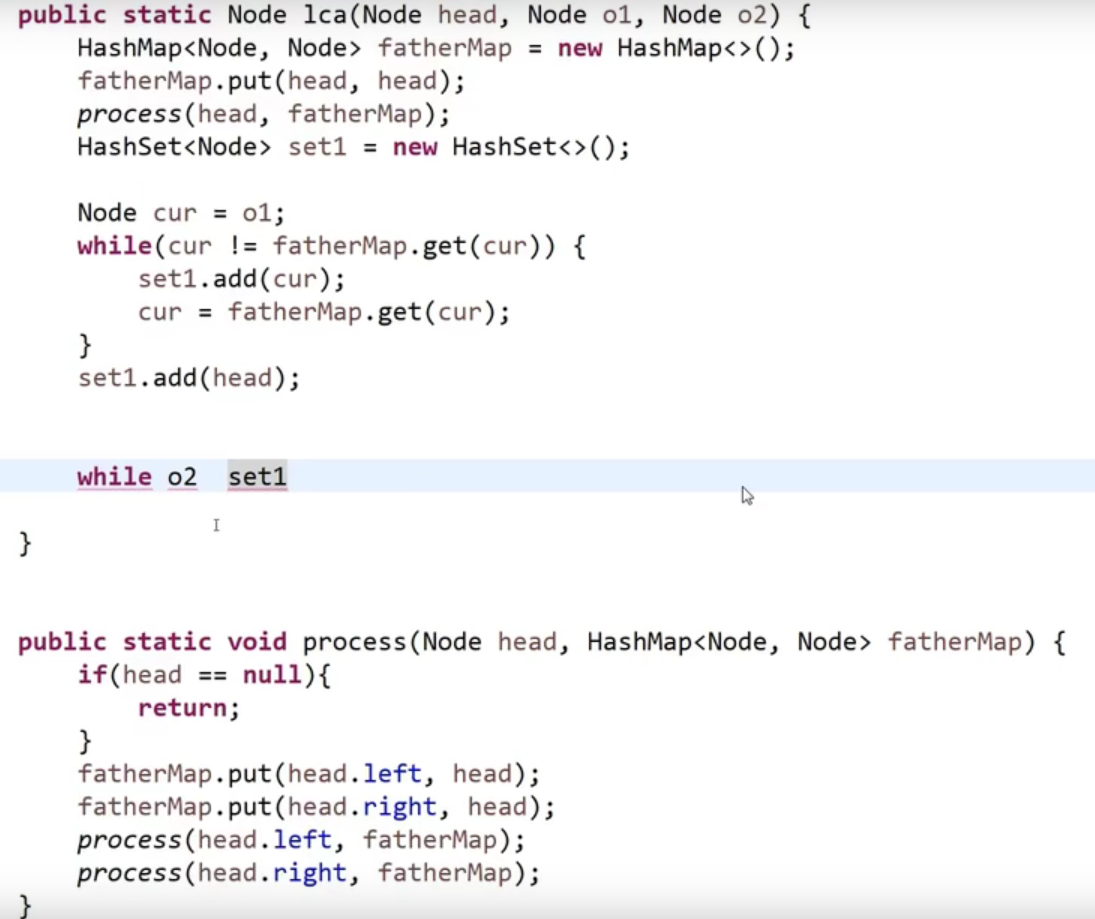 public static Node lca(Node head, Node o1, Node o2) {
HashMap<Node, Node> fatherMap = new HashMap<>();
fatherMap.put(head, head);
process(head, fatherMap);
HashSet<Node> set1 = new HashSet<>();
Node cur = o1;
while(cur != fatherMap.get(cur)) {
set1.add(cur);
cur = fatherMap.get(cur);
}
set1.add(head);
while o2  set1
}
public static void process(Node head, HashMap<Node, Node> fatherMap) {
if(head == null){
return;
}
fatherMap.put(head.left, head);
fatherMap.put(head.right, head);
process(head.left, fatherMap);
process(head.right, fatherMap);
}